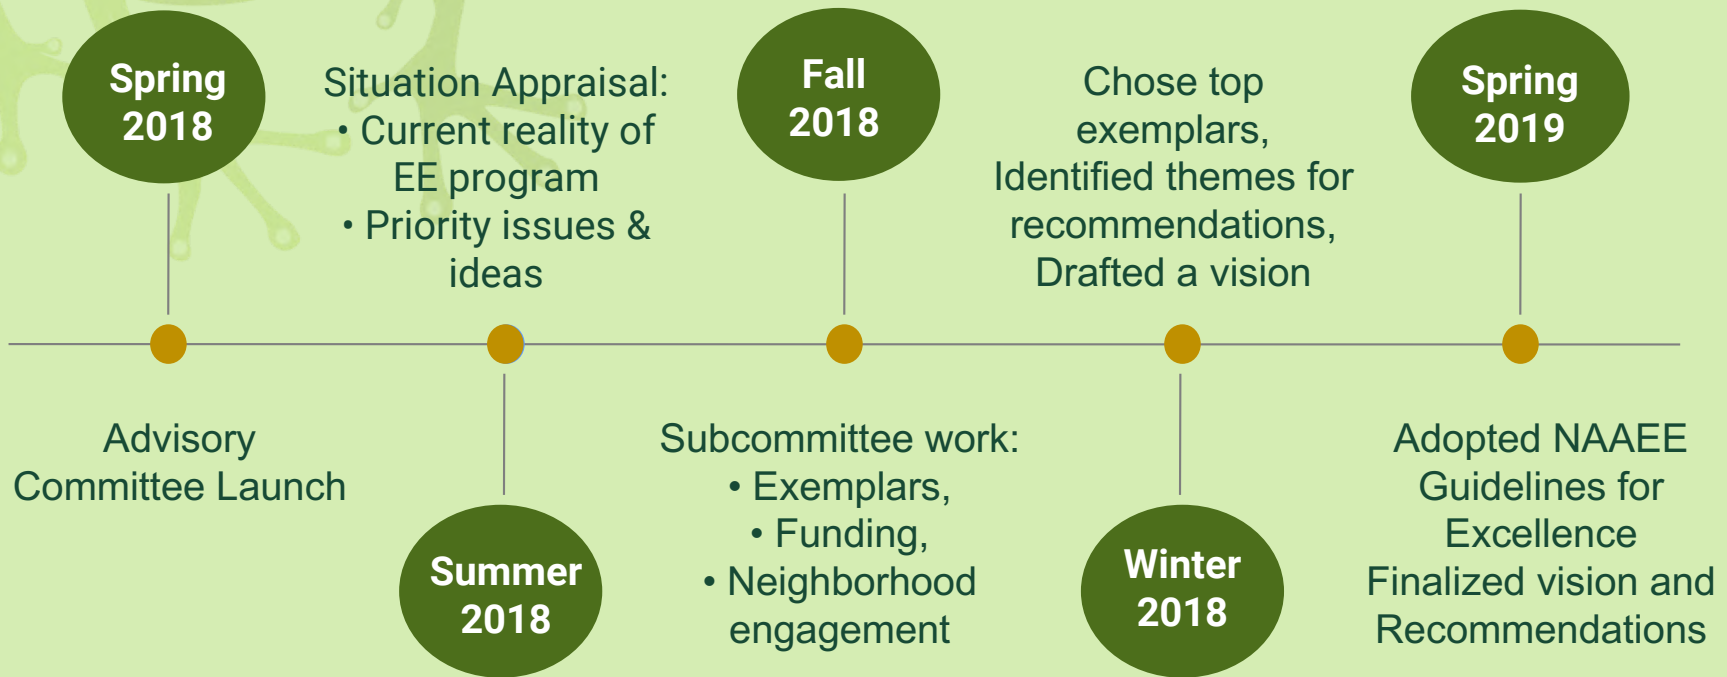 Spring
2018
Advisory
Committee Launch
Situation Appraisal:
• Current reality of
EE program
• Priority issues &
ideas
Summer
2018
Fall
2018
Subcommittee work:
• Exemplars,
• Funding,
• Neighborhood
engagement
Chose top
exemplars,
Identified themes for
recommendations,
Drafted a vision
Winter
2018
Spring
2019
Adopted NAAEE
Guidelines for
Excellence
Finalized vision and
Recommendations